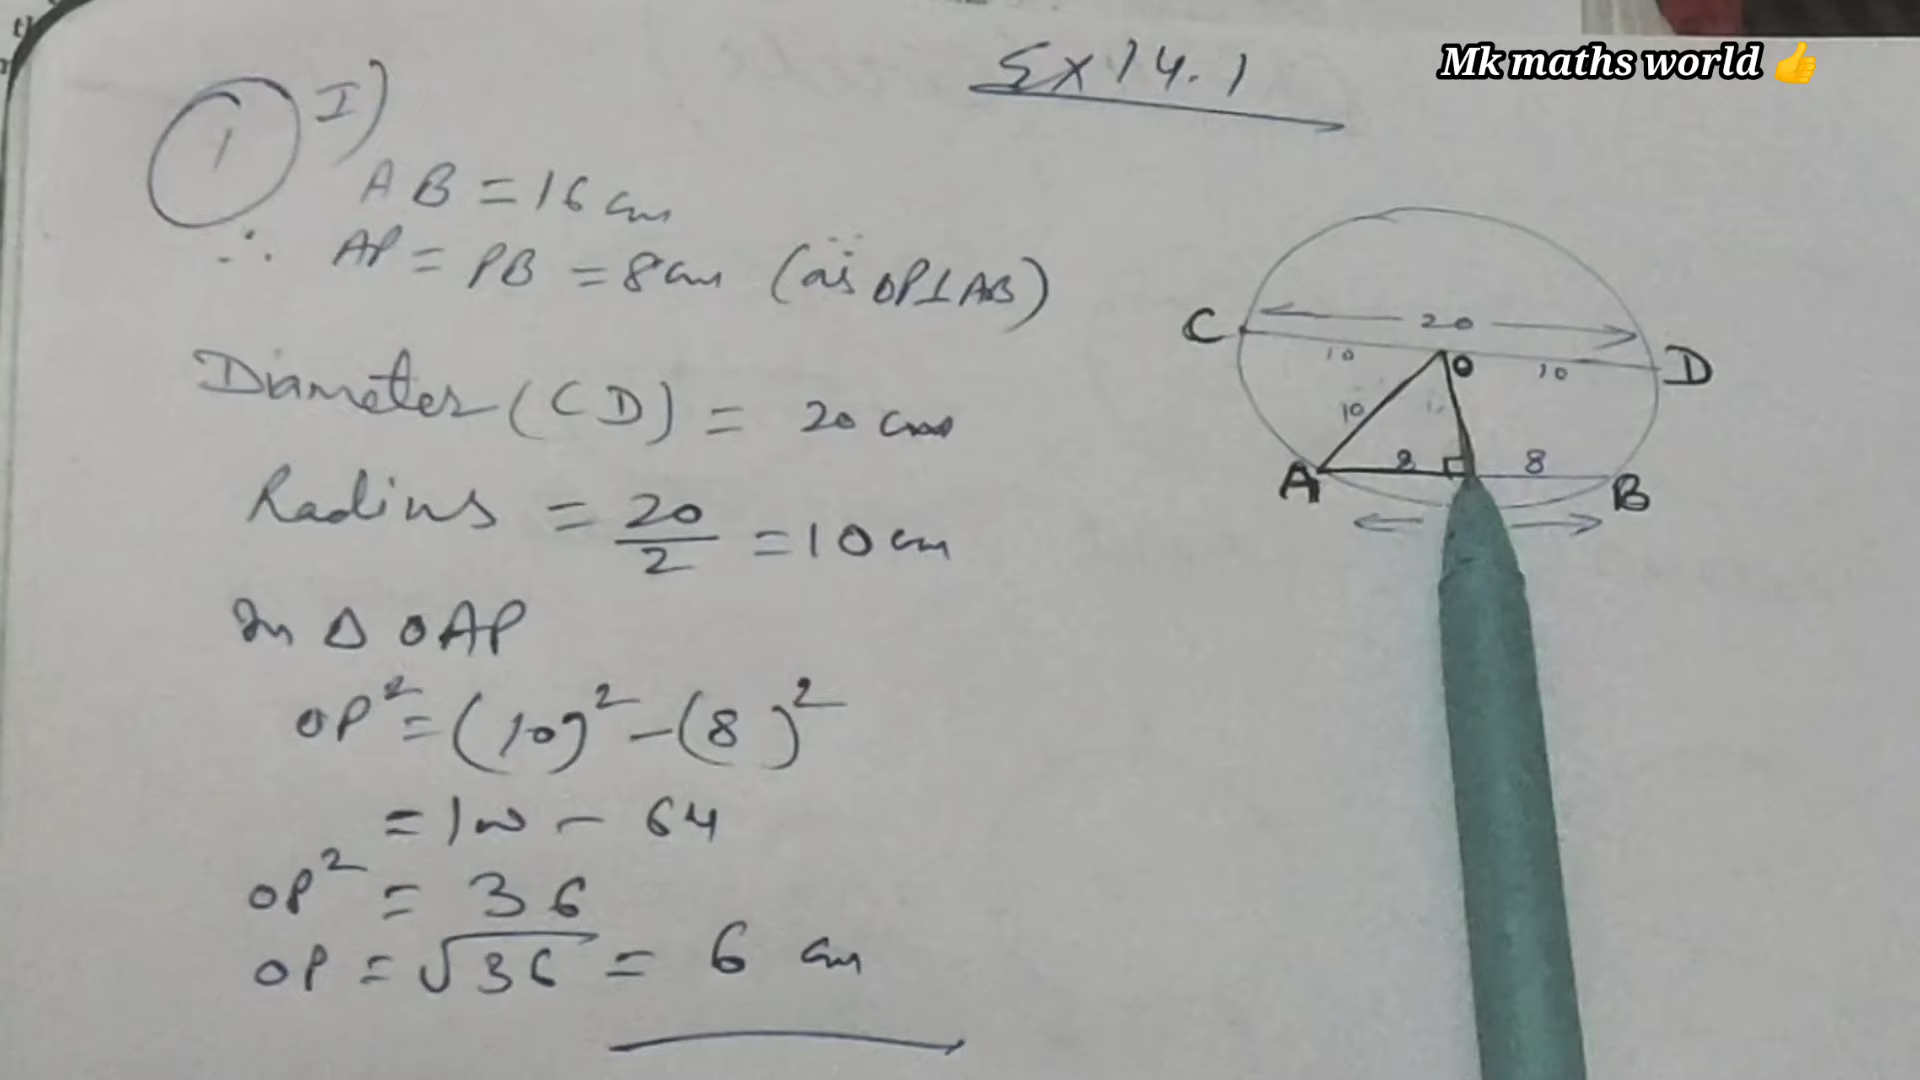 Ex 14.1
Mk maths world 👍
1 I)
AB = 16 cm
∴ AP = PB = 8cm (as OP⊥AB)
Diameter (CD) = 20 cm
Radius = 20/2 = 10 cm
In Δ OAP
OP² = (10)² - (8)²
= 100 - 64
OP² = 36
OP = √36 = 6 cm
C 20 D
10 O 10
10
A 8 8 B